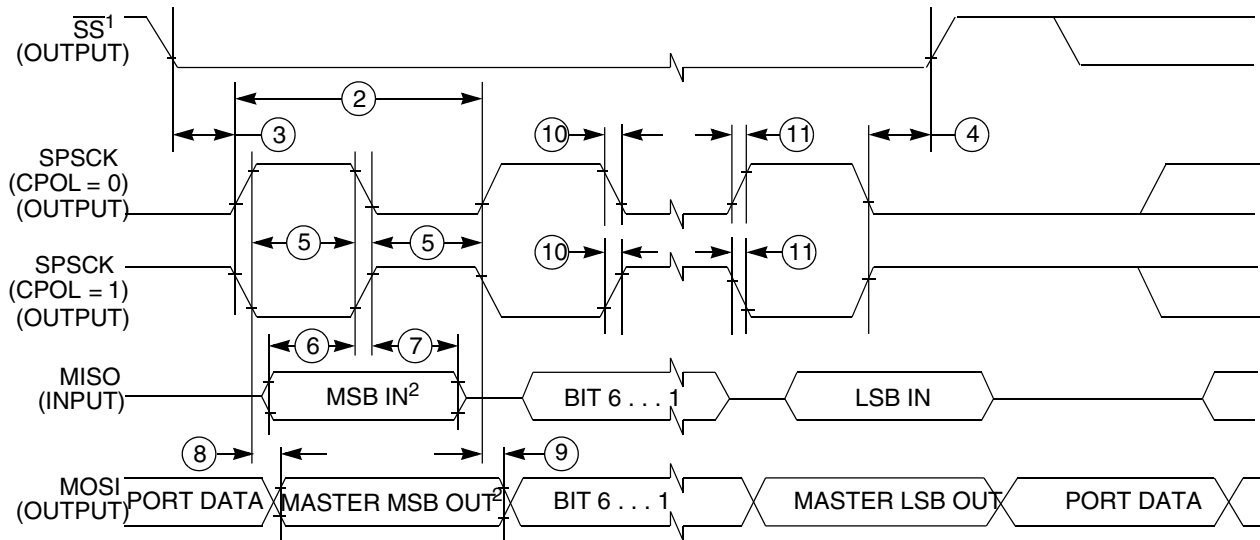 SS¹
(OUTPUT)
2
3
10
11
4
SPSCK
(CPOL = 0)
(OUTPUT)
5
5
10
11
SPSCK
(CPOL = 1)
(OUTPUT)
6
7
MISO
(INPUT)
MSB IN²
BIT 6 . . . 1
LSB IN
8
9
MOSI
(OUTPUT)
PORT DATA
MASTER MSB OUT²
BIT 6 . . . 1
MASTER LSB OUT
PORT DATA